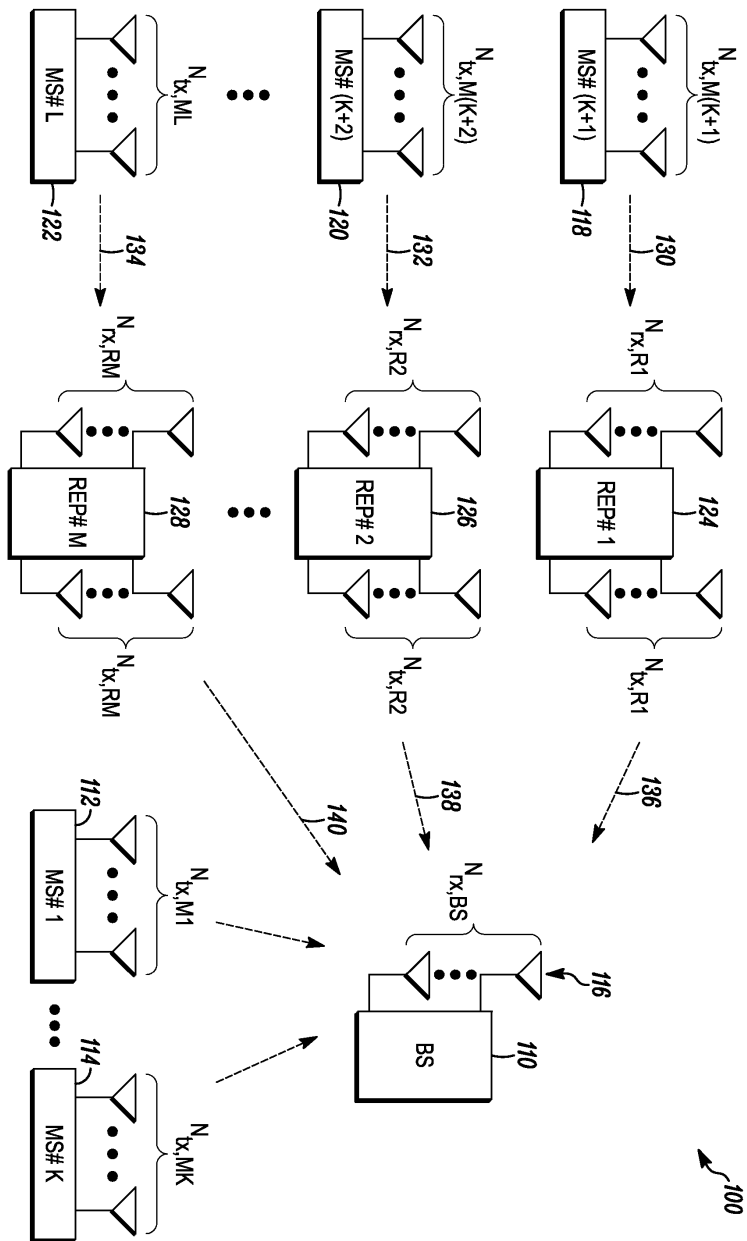 100
N tx,M(K+1)
MS# (K+1)
118
130
N rx,R1
REP# 1
124
N tx,R1
136
N tx,M(K+2)
MS# (K+2)
120
132
N rx,R2
REP# 2
126
N tx,R2
138
N tx,ML
MS# L
122
134
N rx,RM
REP# M
128
N tx,RM
140
N rx,BS
116
BS
110
N tx,M1
MS# 1
112
N tx,MK
MS# K
114